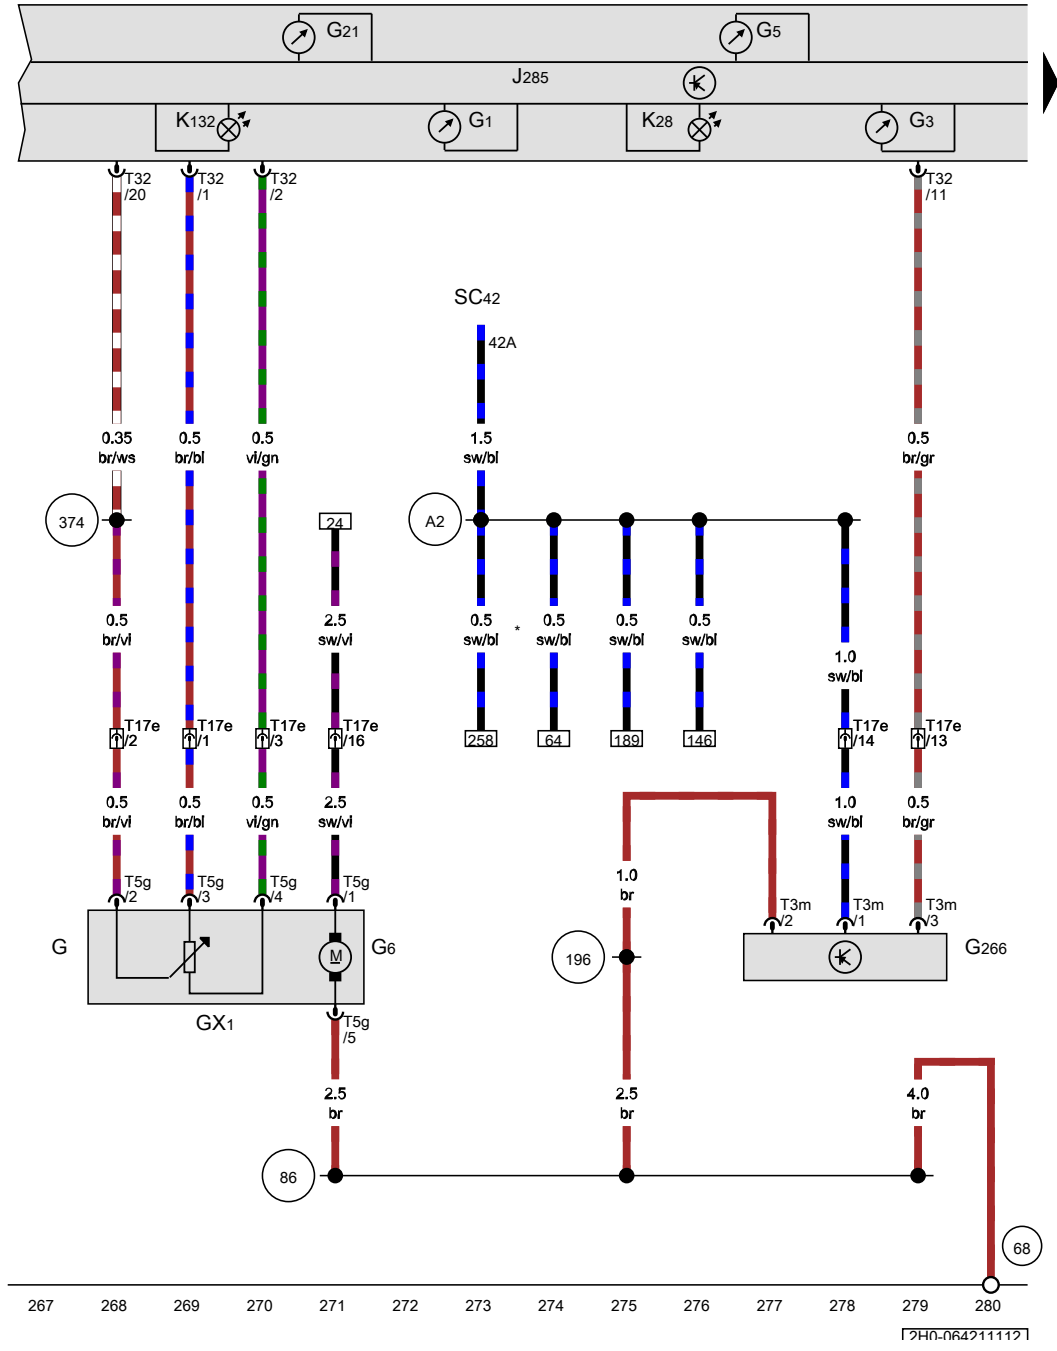 G21
G5
J285
K132
G1
K28
G3
T32
/20
T32
/1
T32
/2
T32
/11
SC42
42A
0.35
br/ws
0.5
br/bl
0.5
vi/gn
1.5
sw/bl
0.5
br/gr
374
24
A2
0.5
br/vi
2.5
sw/vi
0.5
sw/bl
*
0.5
sw/bl
0.5
sw/bl
0.5
sw/bl
1.0
sw/bl
T17e
/2
T17e
/1
T17e
/3
T17e
/16
258
64
189
146
T17e
/14
T17e
/13
0.5
br/vi
0.5
br/bl
0.5
vi/gn
2.5
sw/vi
1.0
sw/bl
0.5
br/gr
1.0
br
T5g
/2
T5g
/3
T5g
/4
T5g
/1
T3m
/2
T3m
/1
T3m
/3
G
M
G6
196
G266
GX1
T5g
/5
2.5
br
2.5
br
4.0
br
86
68
267
268
269
270
271
272
273
274
275
276
277
278
279
280
2H0-064211112